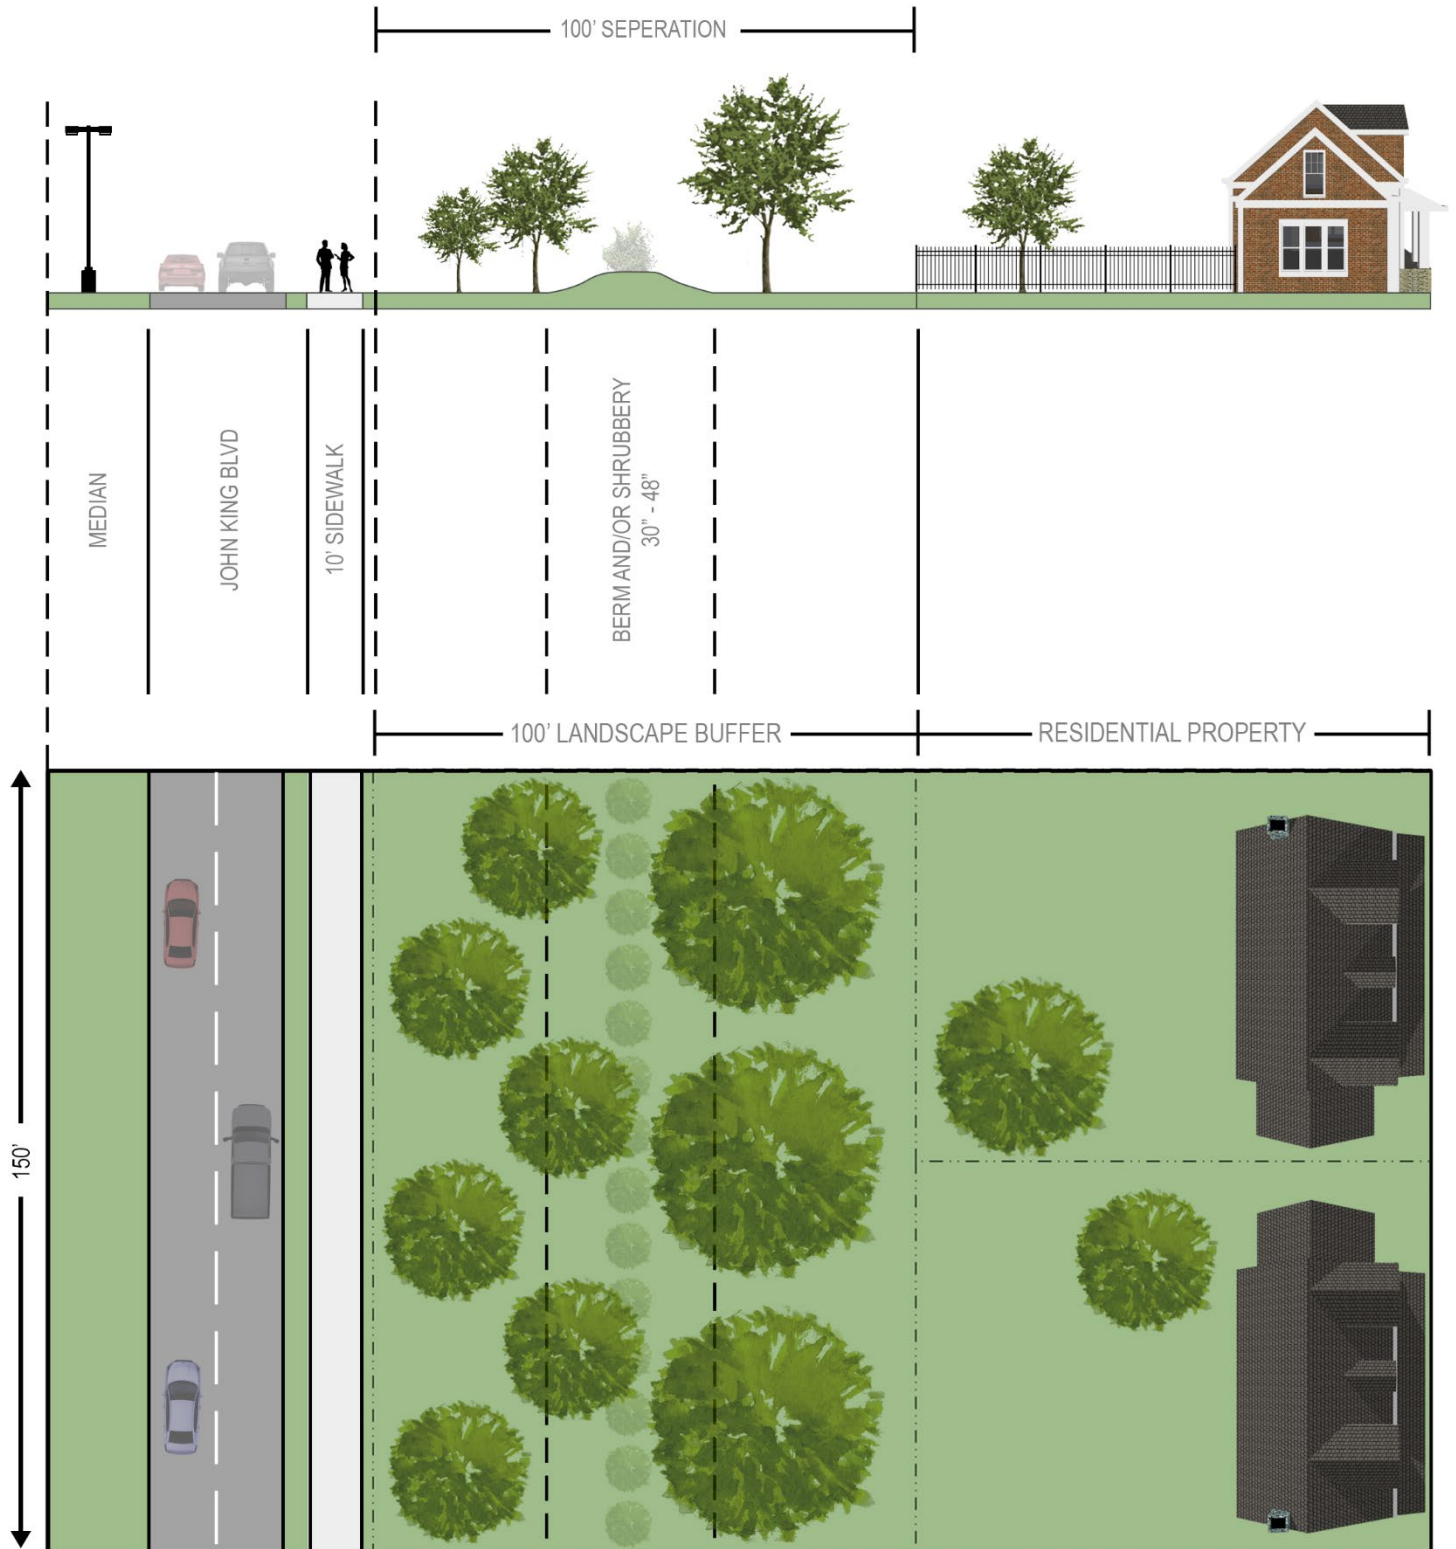 100’ SEPERATION
MEDIAN
JOHN KING BLVD
10’ SIDEWALK
BERM AND/OR SHRUBBERY
30” - 48”
100’ LANDSCAPE BUFFER
RESIDENTIAL PROPERTY
150’